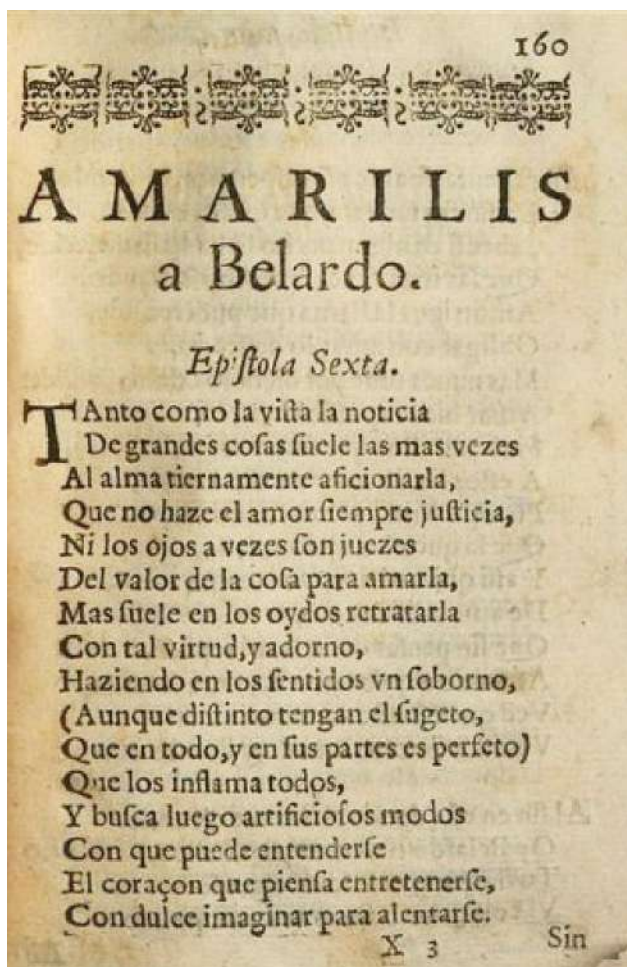 160
AMARILIS
a Belardo.
Epiſtola Sexta.
TAnto como la viſta la noticia
De grandes coſas ſuele las mas vezes
Al alma tiernamente aficionarla,
Que no haze el amor ſiempre juſticia,
Ni los ojos a vezes ſon juezes
Del valor de la coſa para amarla,
Mas ſuele en los oydos retratarla
Con tal virtud, y adorno,
Haziendo en los ſentidos vn ſoborno,
(Aunque diſtinto tengan el ſugeto,
Que en todo, y en ſus partes es perfeto)
Que los inflama todos,
Y buſca luego artificioſos modos
Con que puede entenderſe
El coraçon que pienſa entretenerſe,
Con dulce imaginar para alentarſe.
X 3
Sin